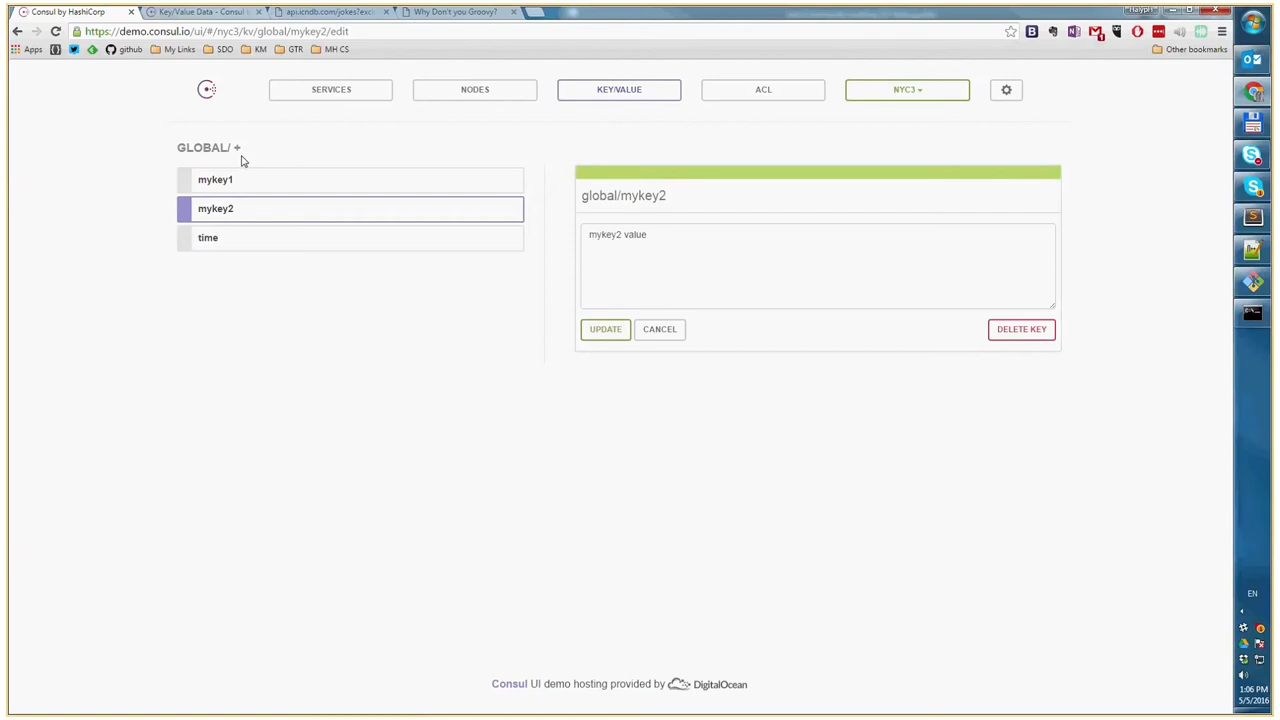 Consul by HashiCorp
Key/Value Data - Consul
api.icndb.com/jokes?exc
Why Don't you Groovy?
https://demo.consul.io/ui/#/nyc3/kv/global/mykey2/edit
Apps
github
My Links
SDO
KM
GTR
MH CS
Other bookmarks
SERVICES
NODES
KEY/VALUE
ACL
NYC3
GLOBAL/ +
mykey1
mykey2
time
global/mykey2
mykey2 value
UPDATE
CANCEL
DELETE KEY
Consul UI demo hosting provided by DigitalOcean
EN
1:06 PM
5/5/2016